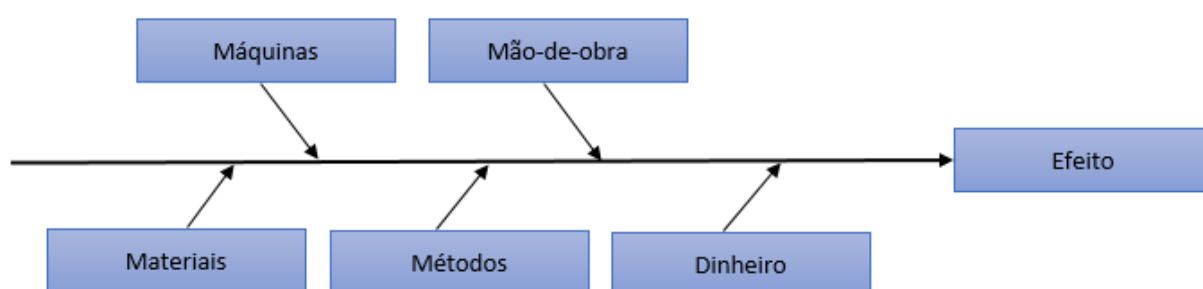 Máquinas
Mão-de-obra
Efeito
Materiais
Métodos
Dinheiro